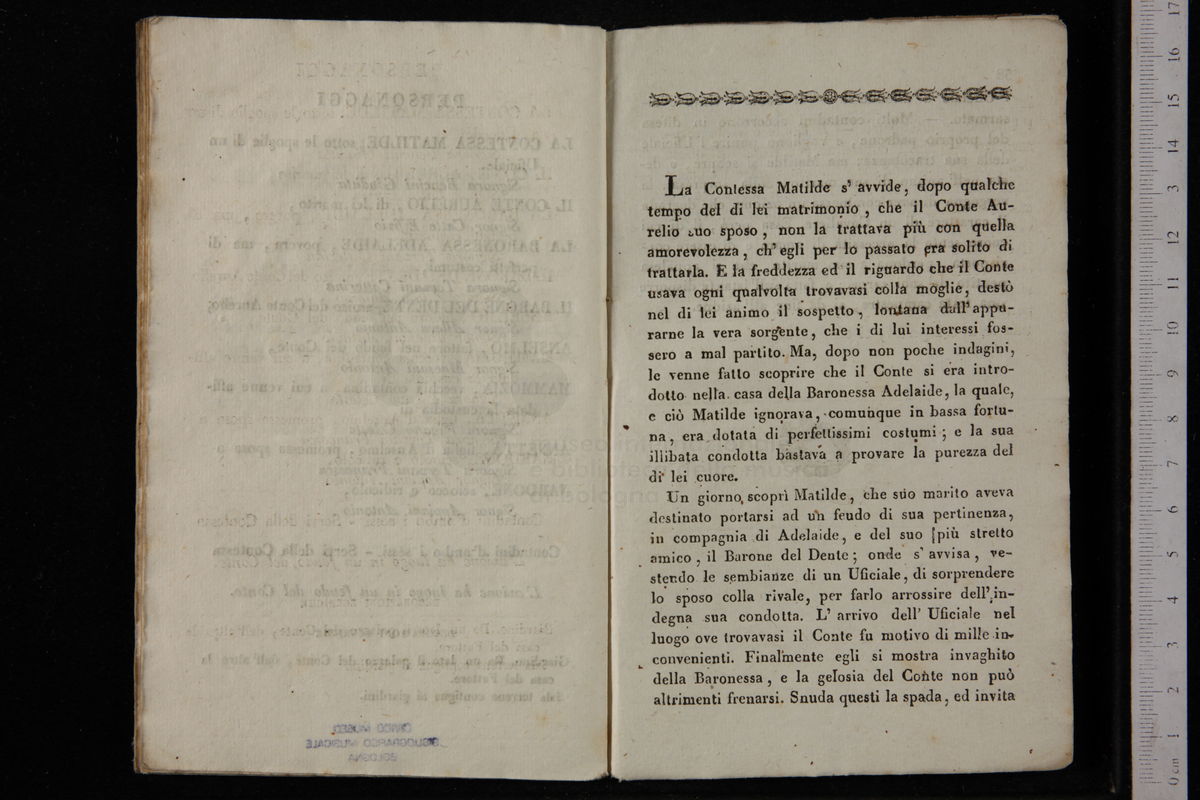 La Contessa Matilde s' avvide, dopo qualche
tempo del di lei matrimonio, che il Conte Au-
relio suo sposo, non la trattava più con quella
amorevolezza, ch' egli per lo passato era solito di
trattarla. E la freddezza ed il riguardo che il Conte
usava ogni qualvolta trovavasi colla moglie, destò
nel di lei animo il sospetto, lontana dall' appu-
rarne la vera sorgente, che i di lui interessi fos-
sero a mal partito. Ma, dopo non poche indagini,
le venne fatto scoprire che il Conte si era intro-
dotto nella casa della Baronessa Adelaide, la quale,
e ciò Matilde ignorava, comunque in bassa fortu-
na, era dotata di perfettissimi costumi; e la sua
illibata condotta bastava a provare la purezza del
di lei cuore.
Un giorno scoprì Matilde, che suo marito aveva
destinato portarsi ad un feudo di sua pertinenza,
in compagnia di Adelaide, e del suo più stretto
amico, il Barone del Dente; onde s' avvisa, ve-
stendo le sembianze di un Uficiale, di sorprendere
lo sposo colla rivale, per farlo arrossire dell' in-
degna sua condotta. L' arrivo dell' Uficiale nel
luogo ove trovavasi il Conte fu motivo di mille in-
convenienti. Finalmente egli si mostra invaghito
della Baronessa, e la gelosia del Conte non può
altrimenti frenarsi. Snuda questi la spada, ed invita
CIVICO MUSEO
BIBLIOGRAFICO MUSICALE
BOLOGNA